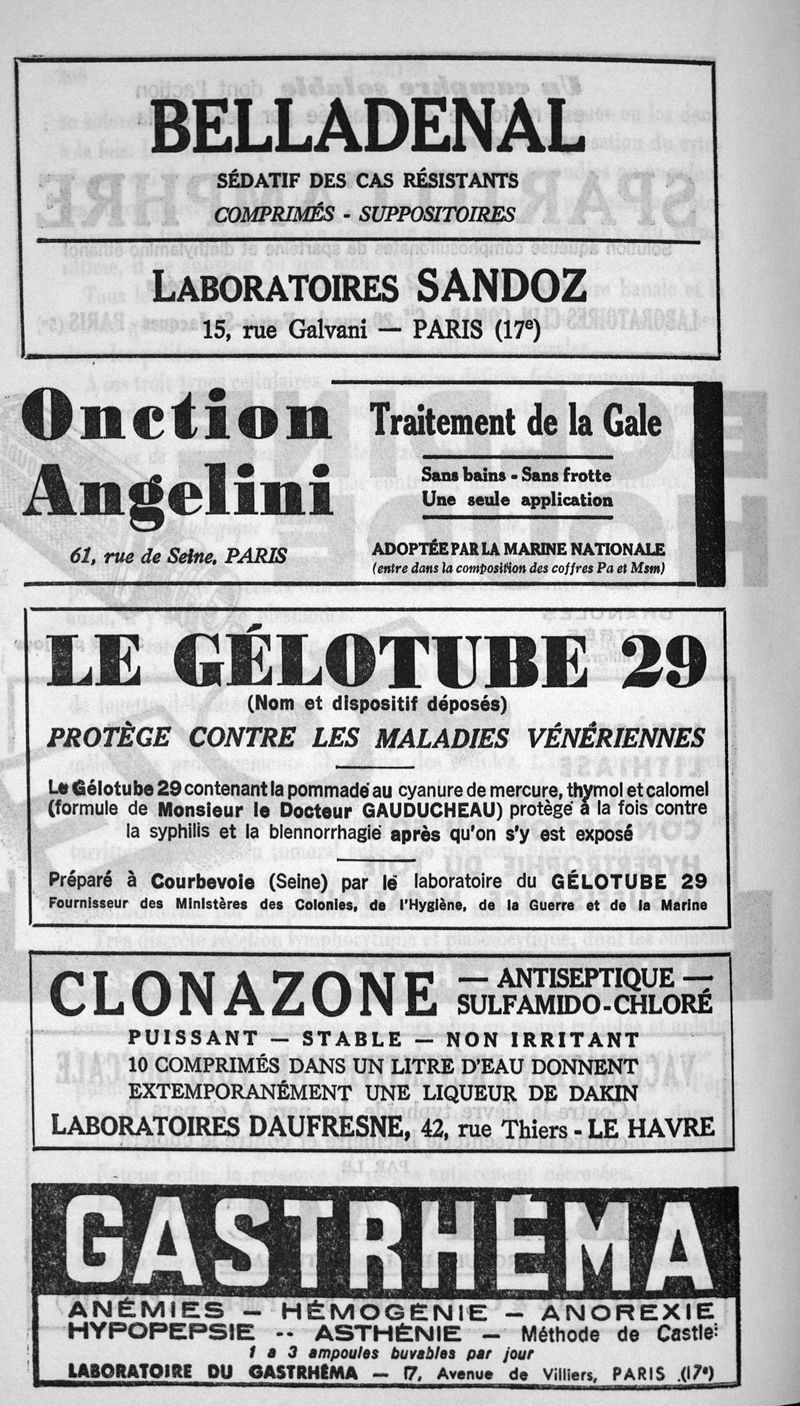 BELLADENAL
SÉDATIF DES CAS RÉSISTANTS
COMPRIMÉS - SUPPOSITOIRES
LABORATOIRES SANDOZ
15, rue Galvani — PARIS (17e)
Onction
Angelini
61, rue de Seine, PARIS
Traitement de la Gale
Sans bains - Sans frotte
Une seule application
ADOPTÉE PAR LA MARINE NATIONALE
(entre dans la composition des coffres Pa et Msm)
LE GÉLOTUBE 29
(Nom et dispositif déposés)
PROTÈGE CONTRE LES MALADIES VÉNÉRIENNES
Le Gélotube 29 contenant la pommade au cyanure de mercure, thymol et calomel
(formule de Monsieur le Docteur GAUDUCHEAU) protège à la fois contre
la syphilis et la blennorrhagie après qu'on s'y est exposé
Préparé à Courbevoie (Seine) par le laboratoire du GÉLOTUBE 29
Fournisseur des Ministères des Colonies, de l'Hygiène, de la Guerre et de la Marine
CLONAZONE — ANTISEPTIQUE —
SULFAMIDO-CHLORÉ
PUISSANT — STABLE — NON IRRITANT
10 COMPRIMÉS DANS UN LITRE D'EAU DONNENT
EXTEMPORANÉMENT UNE LIQUEUR DE DAKIN
LABORATOIRES DAUFRESNE, 42, rue Thiers - LE HAVRE
GASTRHÉMA
ANÉMIES — HÉMOGÉNIE — ANOREXIE
HYPOPEPSIE -- ASTHÉNIE — Méthode de Castle
1 a 3 ampoules buvables par jour
LABORATOIRE DU GASTRHÉMA — 17, Avenue de Villiers, PARIS (17e)